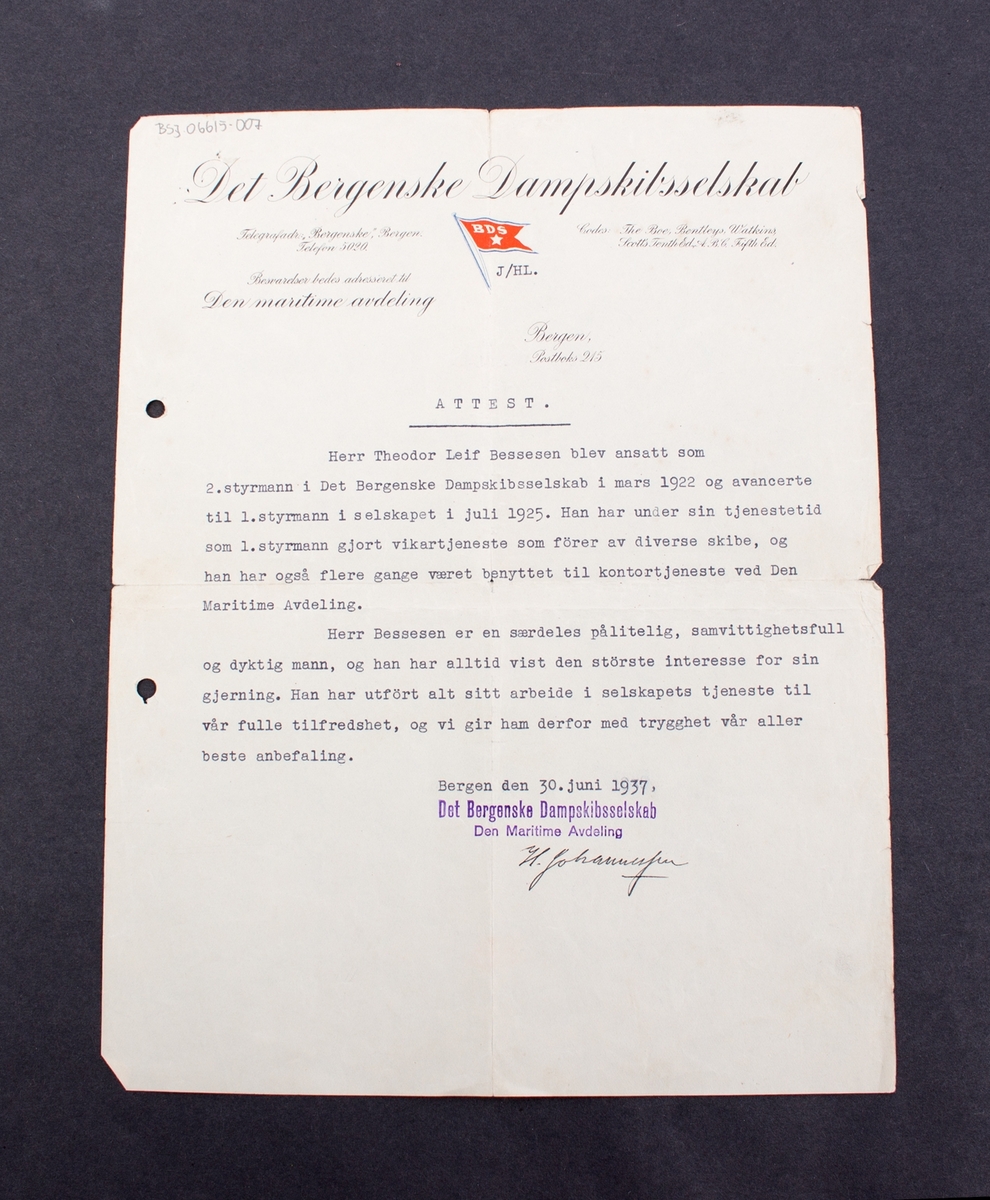 BSJ 06615-007
Det Bergenske Dampskibsselskab
Telegrafadr. „Bergenske", Bergen.
Telefon 5020.
BDS
Codes: The Boe, Bentleys, Watkins,
Scotts Tenth Ed., A. B. C. Fifth Ed.
J/HL.
Besvarelser bedes adresseret til
Den maritime avdeling
Bergen,
Postboks 215
A T T E S T .
Herr Theodor Leif Bessesen blev ansatt som
2.styrmann i Det Bergenske Dampskibsselskab i mars 1922 og avancerte
til 1.styrmann i selskapet i juli 1925. Han har under sin tjenestetid
som 1.styrmann gjort vikartjeneste som förer av diverse skibe, og
han har også flere gange været benyttet til kontortjeneste ved Den
Maritime Avdeling.
Herr Bessesen er en særdeles pålitelig, samvittighetsfull
og dyktig mann, og han har alltid vist den störste interesse for sin
gjerning. Han har utfört alt sitt arbeide i selskapets tjeneste til
vår fulle tilfredshet, og vi gir ham derfor med trygghet vår aller
beste anbefaling.
Bergen den 30.juni 1937,
Det Bergenske Dampskibsselskab
Den Maritime Avdeling
H. Johannessen